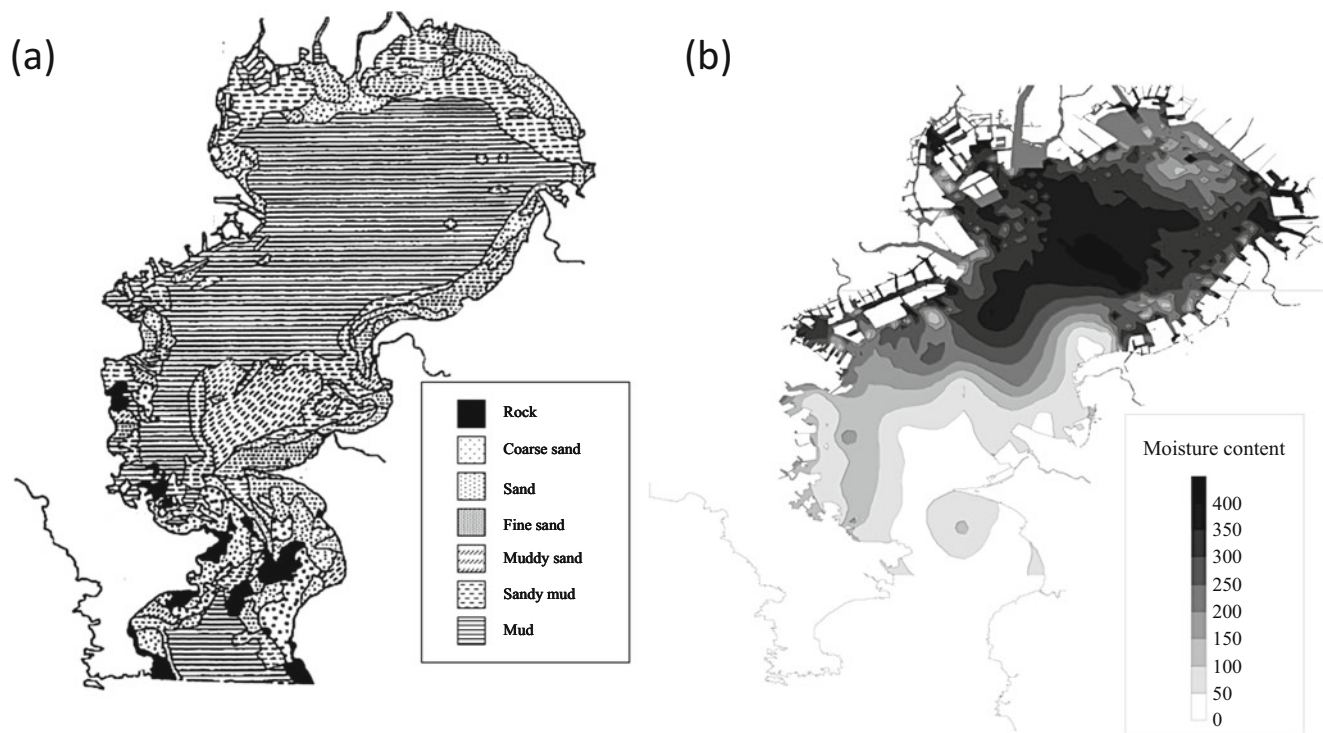 (a)
Rock
Coarse sand
Sand
Fine sand
Muddy sand
Sandy mud
Mud
(b)
Moisture content
400
350
300
250
200
150
100
50
0